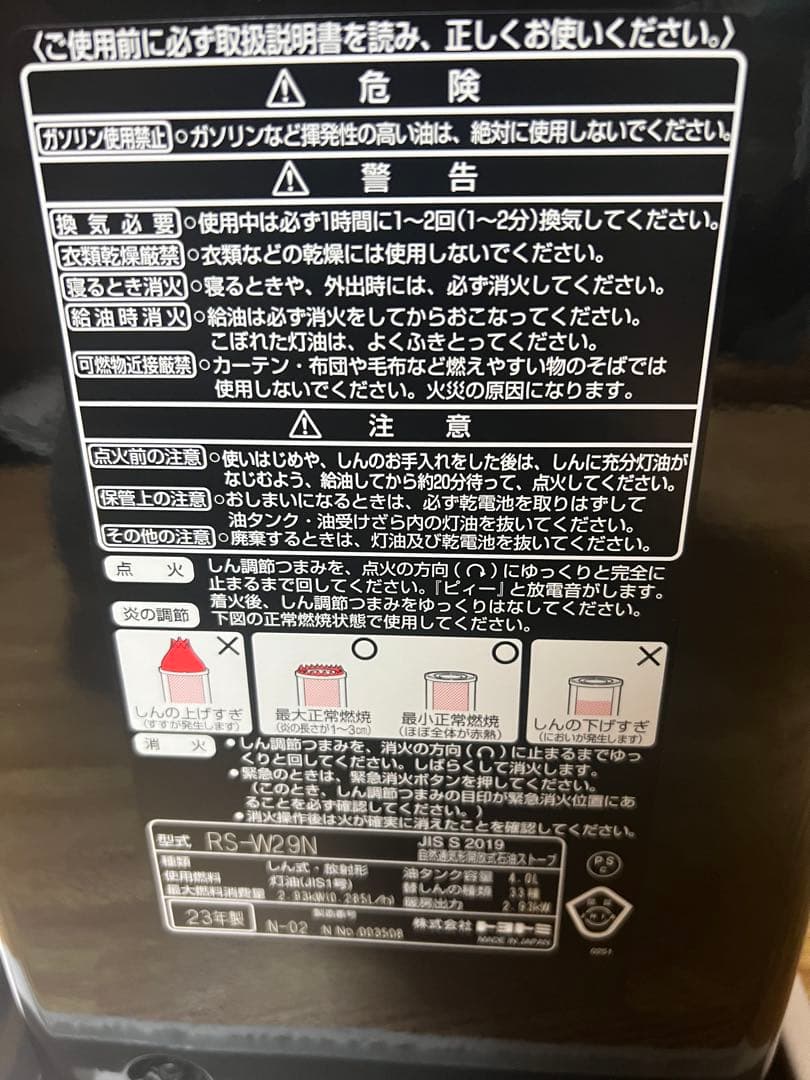 〈ご使用前に必ず取扱説明書を読み、正しくお使いください。〉
危険
ガソリン使用禁止 ○ガソリンなど揮発性の高い油は、絶対に使用しないでください。
警告
換気必要 ○使用中は必ず1時間に1〜2回(1〜2分)換気してください。
衣類乾燥厳禁 ○衣類などの乾燥には使用しないでください。
寝るとき消火 ○寝るときや、外出時には、必ず消火してください。
給油時消火 ○給油は必ず消火をしてからおこなってください。
こぼれた灯油は、よくふきとってください。
可燃物近接厳禁 ○カーテン・布団や毛布など燃えやすい物のそばでは
使用しないでください。火災の原因になります。
注意
点火前の注意 ○使いはじめや、しんのお手入れをした後は、しんに充分灯油が
なじむよう、給油してから約20分待って、点火してください。
保管上の注意 ○おしまいになるときは、必ず乾電池を取りはずして
油タンク・油受けざら内の灯油を抜いてください。
その他の注意 ○廃棄するときは、灯油及び乾電池を抜いてください。
点火 しん調節つまみを、点火の方向(↷)にゆっくりと完全に
止まるまで回してください。『ピィー』と放電音がします。
炎の調節 着火後、しん調節つまみをゆっくりはなしてください。
下図の正常燃焼状態で使用してください。
しんの上げすぎ
(すすが発生します)
最大正常燃焼
(炎の長さが1〜3cm)
最小正常燃焼
(ほぼ全体が赤熱)
しんの下げすぎ
(においが発生します)
消火 ●しん調節つまみを、消火の方向(↶)に止まるまでゆっ
くりと回してください。しばらくして消火します。
●緊急のときは、緊急消火ボタンを押してください。
(このとき、しん調節つまみの目印が緊急消火位置にあ
ることを必ず確認してください。)
●消火操作後は火が確実に消えたことを確認してください。
型式 RS-W29N JIS S 2019
自然通気形開放式石油ストーブ
種類 しん式・放射形 油タンク容量 4.0L
使用燃料 灯油(JIS1号) 替しんの種類 33種
最大燃料消費量 2.93kW(0.285L/h) 暖房出力 2.93kW
23年製 製造番号 N-02 N No.003508 株式会社 トヨトミ
MADE IN JAPAN
PS
C